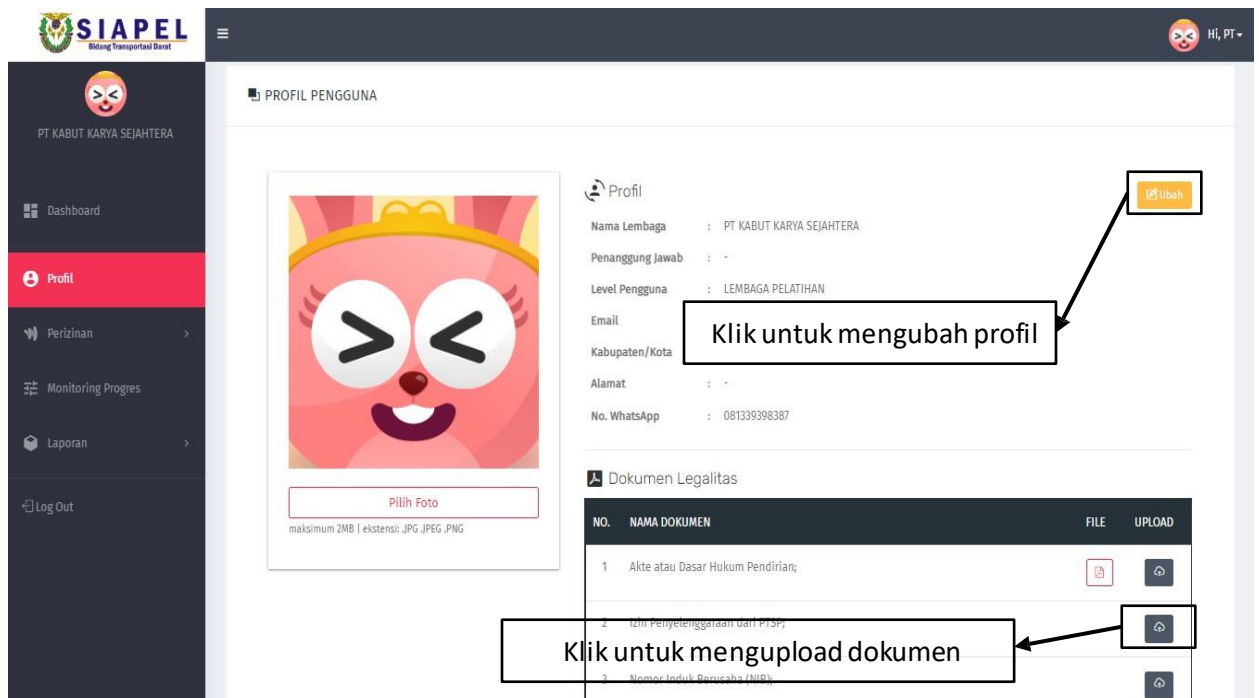 SIAPEL
Bidang Transportasi Darat
Hi, PT
PT KABUT KARYA SEJAHTERA
Dashboard
Profil
Perizinan
Monitoring Progres
Laporan
Log Out
PROFIL PENGGUNA
Pilih Foto
maksimum 2MB | ekstensi: .JPG .JPEG .PNG
Profil
Ubah
Nama Lembaga : PT KABUT KARYA SEJAHTERA
Penanggung Jawab : -
Level Pengguna : LEMBAGA PELATIHAN
Email
Klik untuk mengubah profil
Kabupaten/Kota
Alamat : -
No. WhatsApp : 081339398387
Dokumen Legalitas
NO. NAMA DOKUMEN FILE UPLOAD
1 Akte atau Dasar Hukum Pendirian;
2 Izin Penyelenggaraan dari PTSP;
Klik untuk mengupload dokumen
3 Nomor Induk Berusaha (NIB);